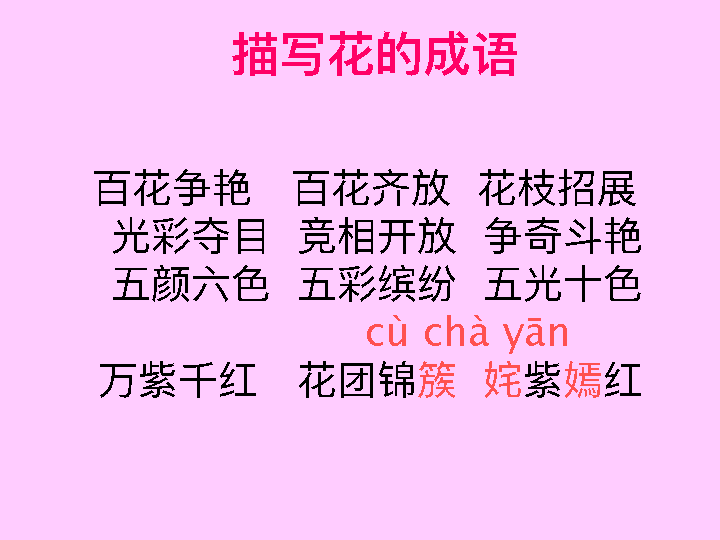 描写花的成语
百花争艳 百花齐放 花枝招展
光彩夺目 竞相开放 争奇斗艳
五颜六色 五彩缤纷 五光十色
cù chà yān
万紫千红 花团锦簇 姹紫嫣红